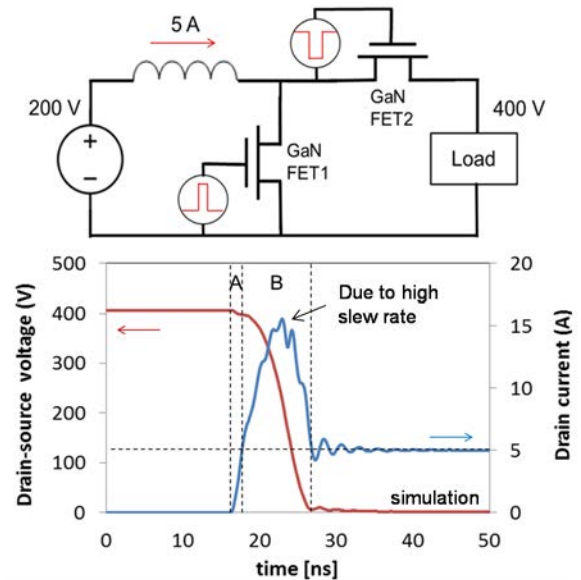 5 A
200 V
+
−
GaN
FET1
GaN
FET2
400 V
Load
500
400
300
200
100
0
Drain-source voltage (V)
A
B
Due to high
slew rate
simulation
20
15
10
5
0
Drain current (A)
0 10 20 30 40 50
time [ns]